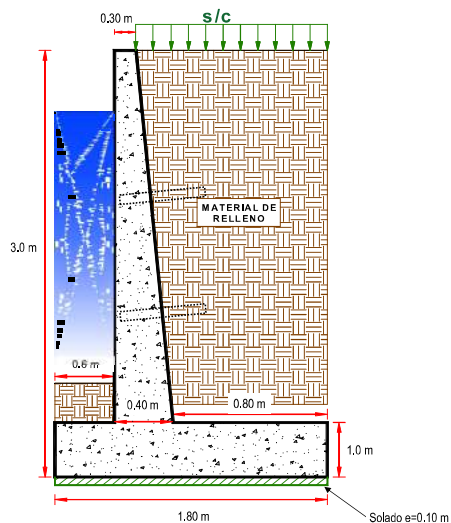 0.30 m
s/c
3.0 m
MATERIAL DE
RELLENO
0.6 m
0.40 m
0.80 m
1.0 m
1.80 m
Solado e=0.10 m